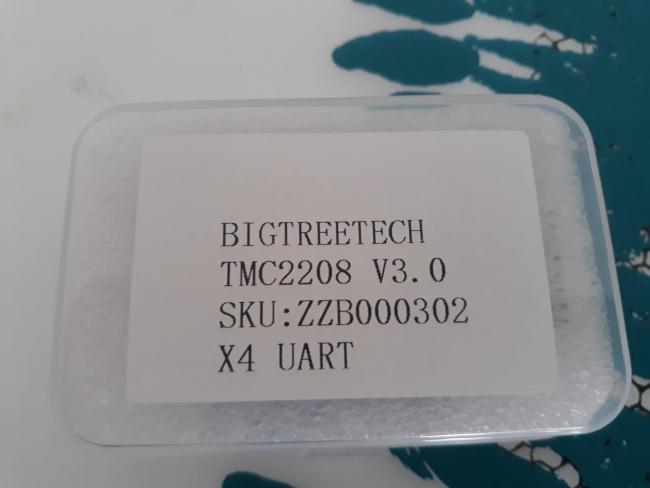 BIGTREETECH
TMC2208 V3.0
SKU:ZZB000302
X4 UART